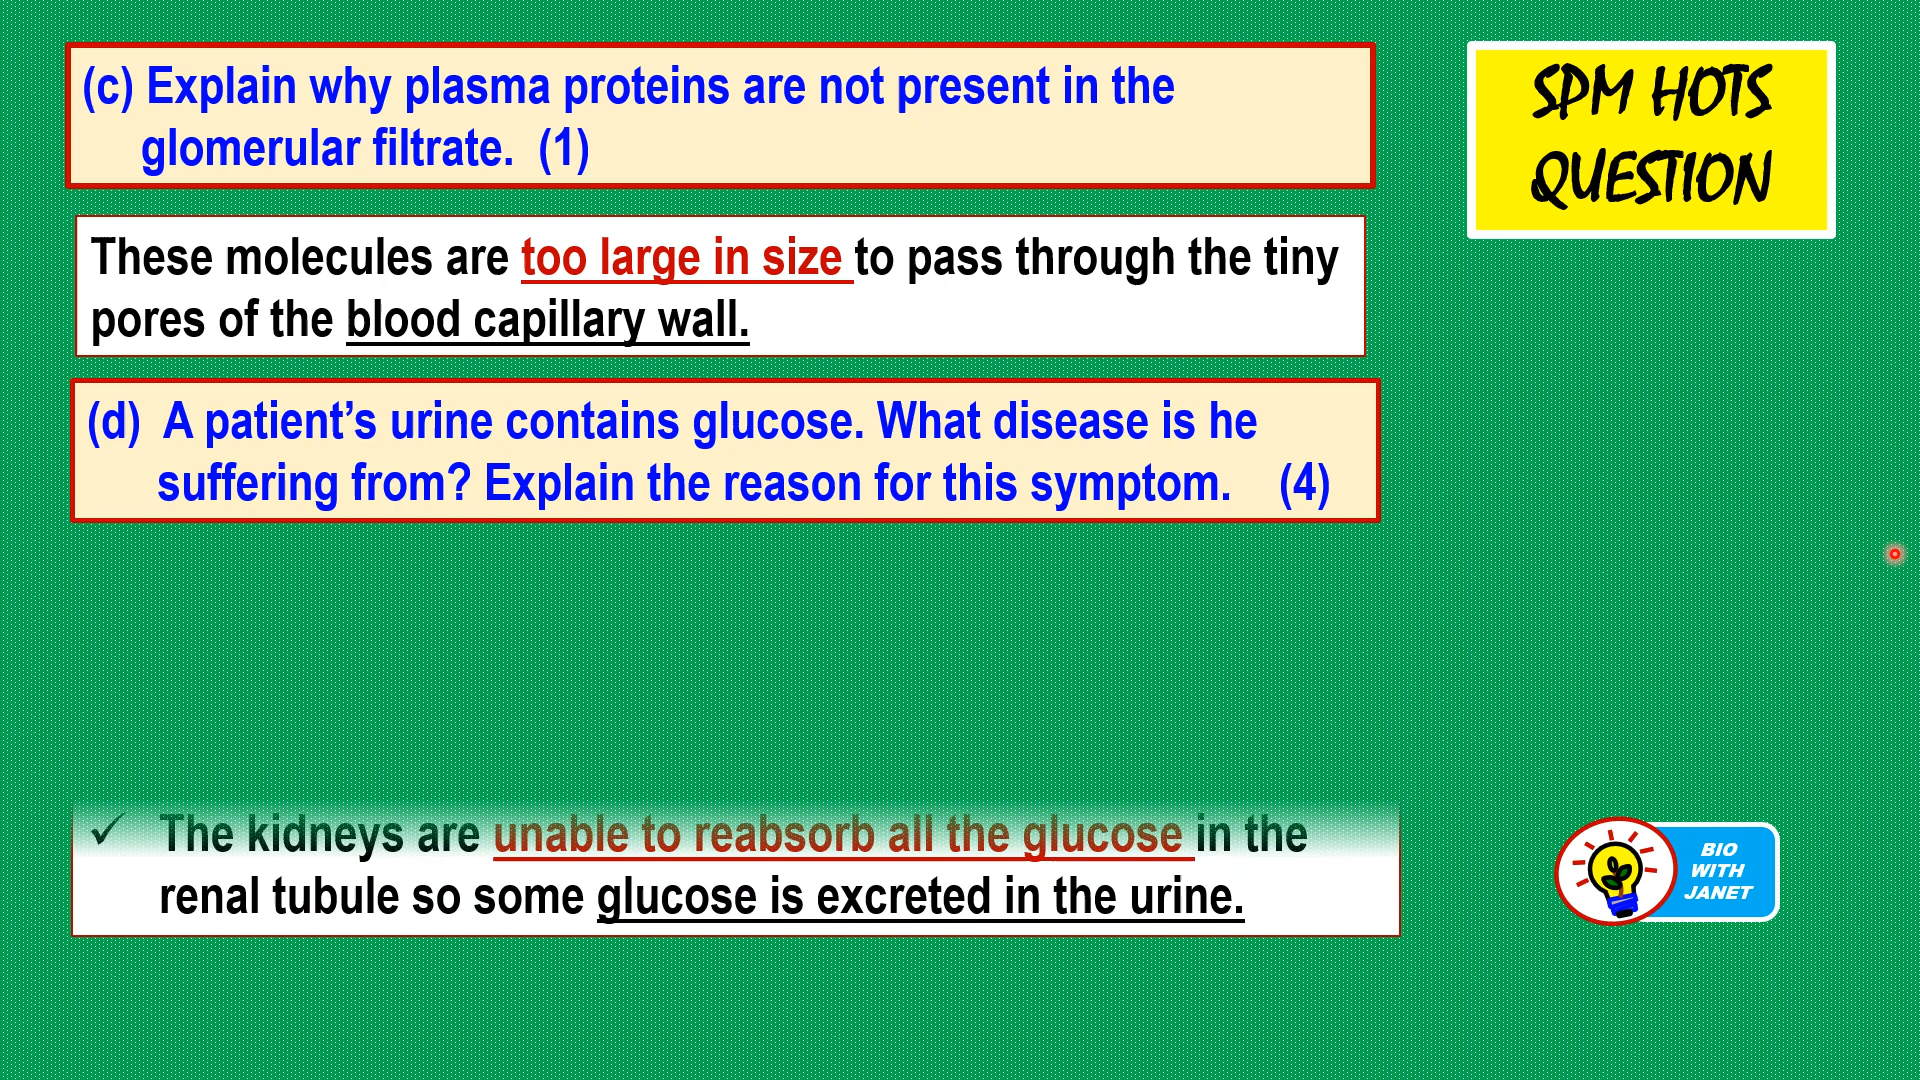 (c) Explain why plasma proteins are not present in the
glomerular filtrate. (1)
SPM HOTS
QUESTION
These molecules are too large in size to pass through the tiny
pores of the blood capillary wall.
(d) A patient’s urine contains glucose. What disease is he
suffering from? Explain the reason for this symptom. (4)
✓ The kidneys are unable to reabsorb all the glucose in the
renal tubule so some glucose is excreted in the urine.
BIO
WITH
JANET